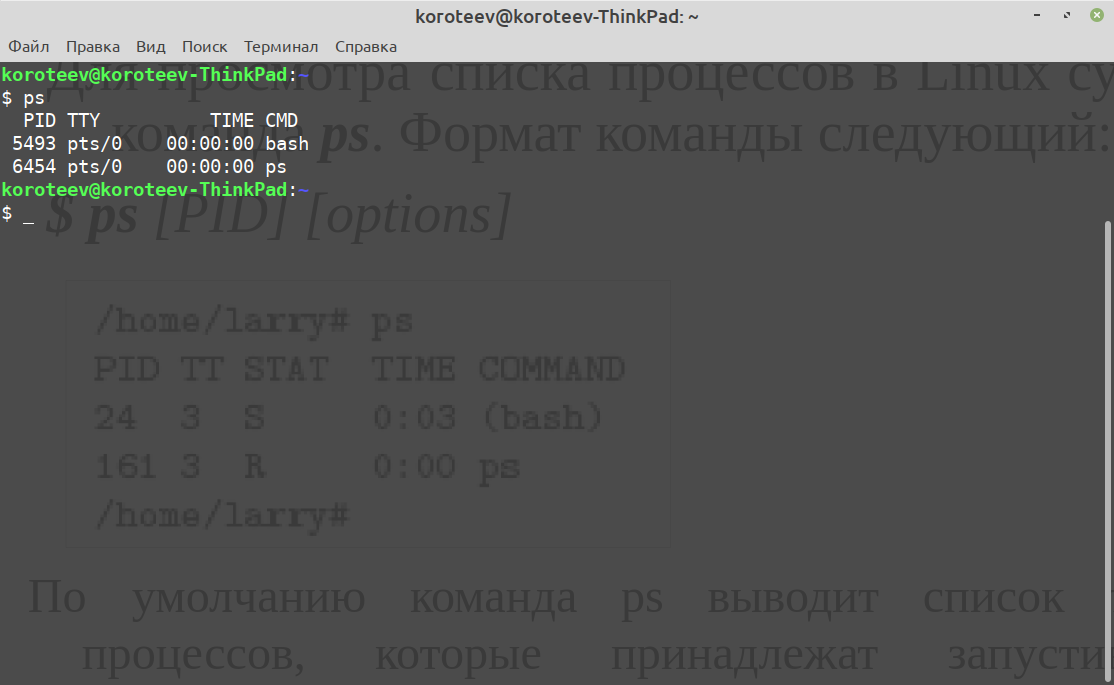 koroteev@koroteev-ThinkPad: ~
Файл Правка Вид Поиск Терминал Справка
koroteev@koroteev-ThinkPad:~
$ ps
  PID TTY          TIME CMD
 5493 pts/0    00:00:00 bash
 6454 pts/0    00:00:00 ps
koroteev@koroteev-ThinkPad:~
$ _
Для просмотра списка процессов в Linux су
команда ps. Формат команды следующий:
$ ps [PID] [options]
/home/larry# ps
PID TT STAT  TIME COMMAND
24  3  S     0:03 (bash)
161 3  R     0:00 ps
/home/larry#
По умолчанию команда ps выводит список
процессов, которые принадлежат запусти